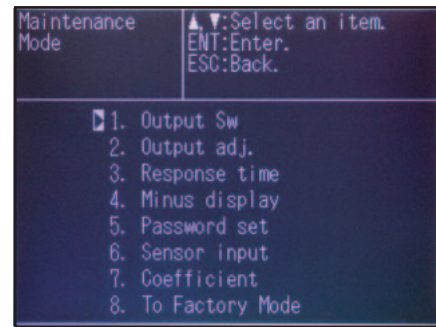 Maintenance
Mode
▲,▼:Select an item.
ENT:Enter.
ESC:Back.
1. Output Sw
2. Output adj.
3. Response time
4. Minus display
5. Password set
6. Sensor input
7. Coefficient
8. To Factory Mode